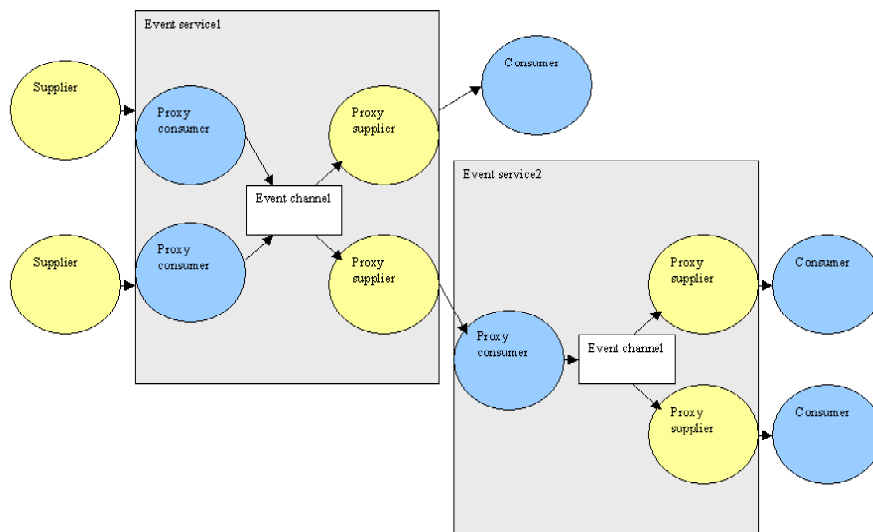 Event service1
Supplier
Proxy
consumer
Proxy
supplier
Consumer
Event channel
Supplier
Proxy
consumer
Proxy
supplier
Event service2
Proxy
consumer
Event channel
Proxy
supplier
Consumer
Proxy
supplier
Consumer